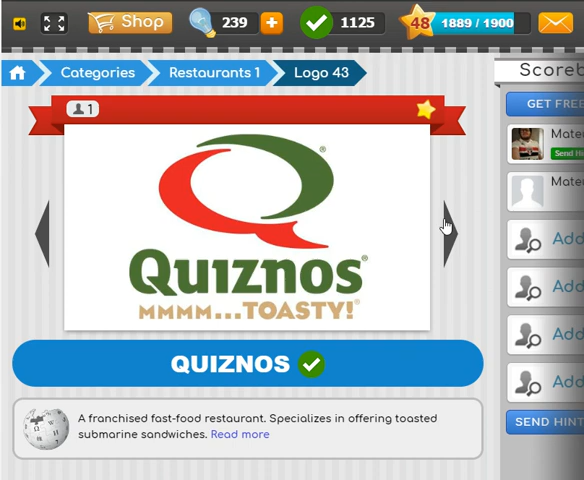 Shop
239
1125
48
1889 / 1900
Categories
Restaurants 1
Logo 43
Scoreb
1
GET FREE
Mate
Send Hi
Mate
Quiznos®
MMMM...TOASTY!®
Add
Add
Add
Add
QUIZNOS
A franchised fast-food restaurant. Specializes in offering toasted
submarine sandwiches. Read more
SEND HINT